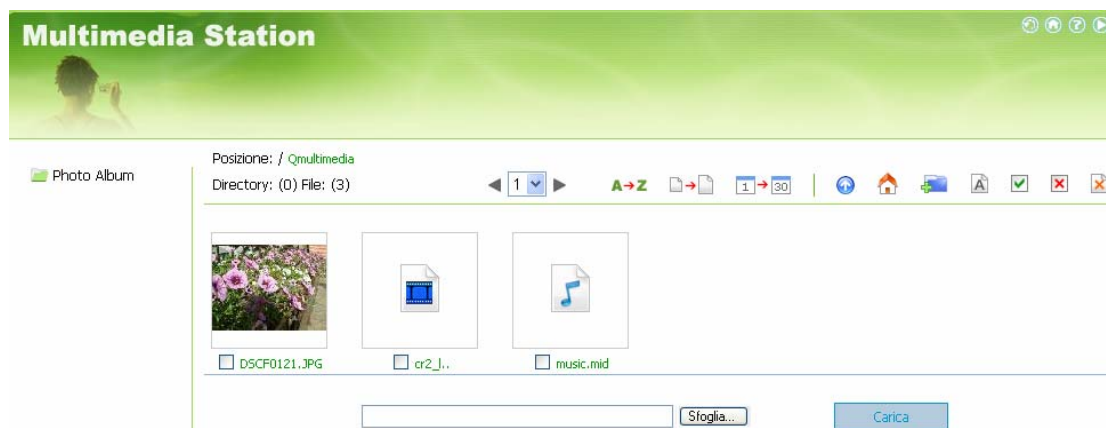 Multimedia Station
Photo Album
Posizione: / Qmultimedia
Directory: (0) File: (3)
1
A→Z
1→30
A
DSCF0121.JPG
cr2_l..
music.mid
Sfoglia...
Carica